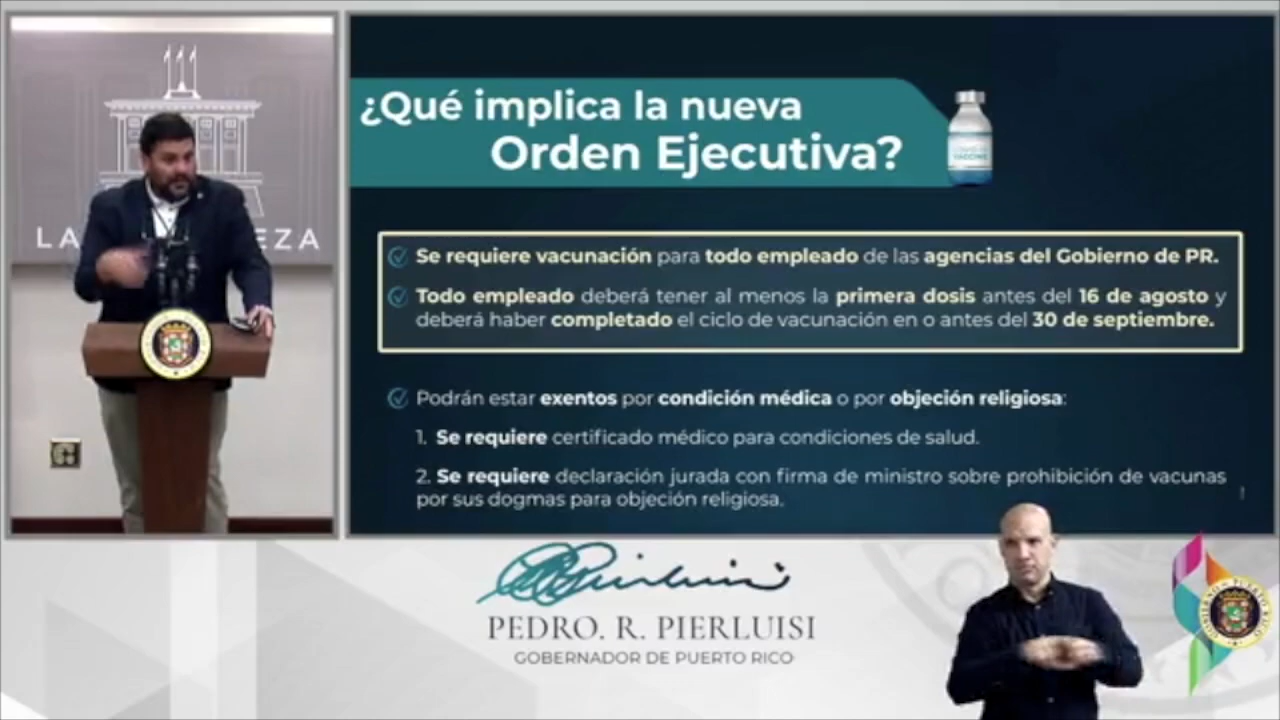 ¿Qué implica la nueva
Orden Ejecutiva?
VACCINE
LA
EZA
Se requiere vacunación para todo empleado de las agencias del Gobierno de PR.
Todo empleado deberá tener al menos la primera dosis antes del 16 de agosto y
deberá haber completado el ciclo de vacunación en o antes del 30 de septiembre.
Podrán estar exentos por condición médica o por objeción religiosa:
1. Se requiere certificado médico para condiciones de salud.
2. Se requiere declaración jurada con firma de ministro sobre prohibición de vacunas
por sus dogmas para objeción religiosa.
PEDRO. R. PIERLUISI
GOBERNADOR DE PUERTO RICO